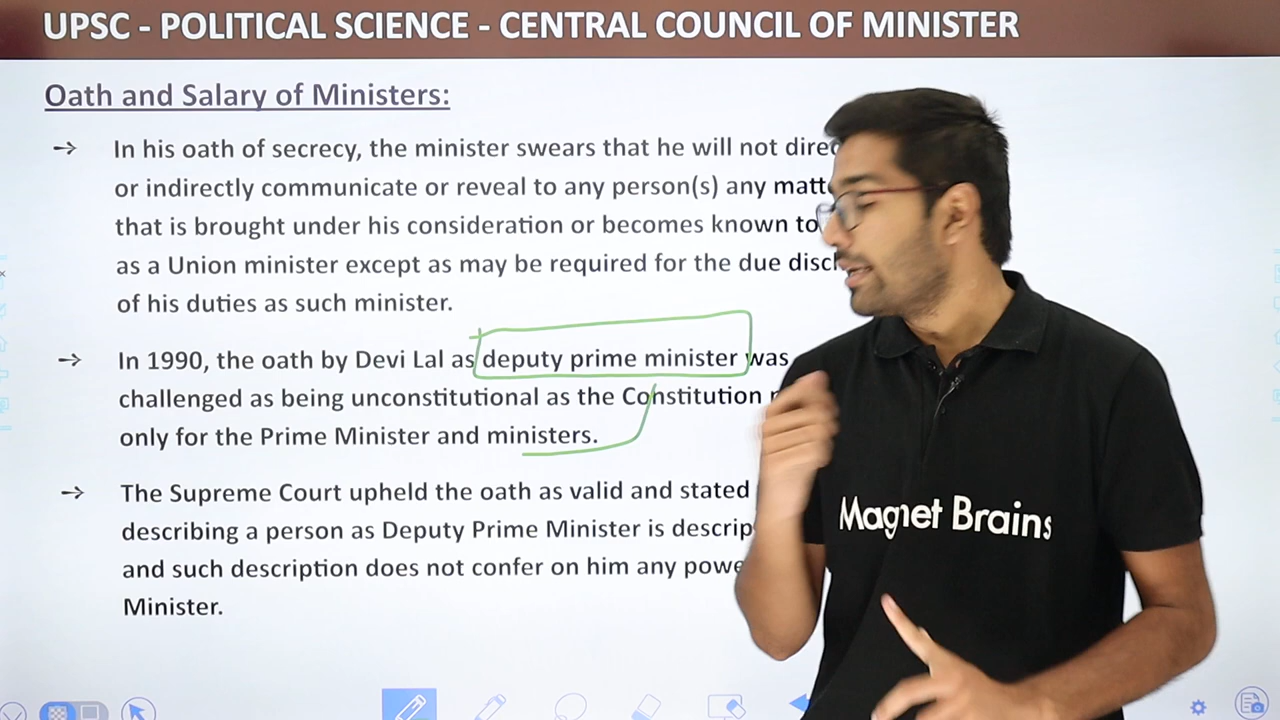 UPSC - POLITICAL SCIENCE - CENTRAL COUNCIL OF MINISTER
Oath and Salary of Ministers:
→ In his oath of secrecy, the minister swears that he will not
or indirectly communicate or reveal to any person(s) any
that is brought under his consideration or becomes known to
as a Union minister except as may be required for the due
of his duties as such minister.
→ In 1990, the oath by Devi Lal as deputy prime minister was
challenged as being unconstitutional as the Constitution
only for the Prime Minister and ministers.
→ The Supreme Court upheld the oath as valid and stated
describing a person as Deputy Prime Minister is
and such description does not confer on him any
Minister.
Magnet Brains